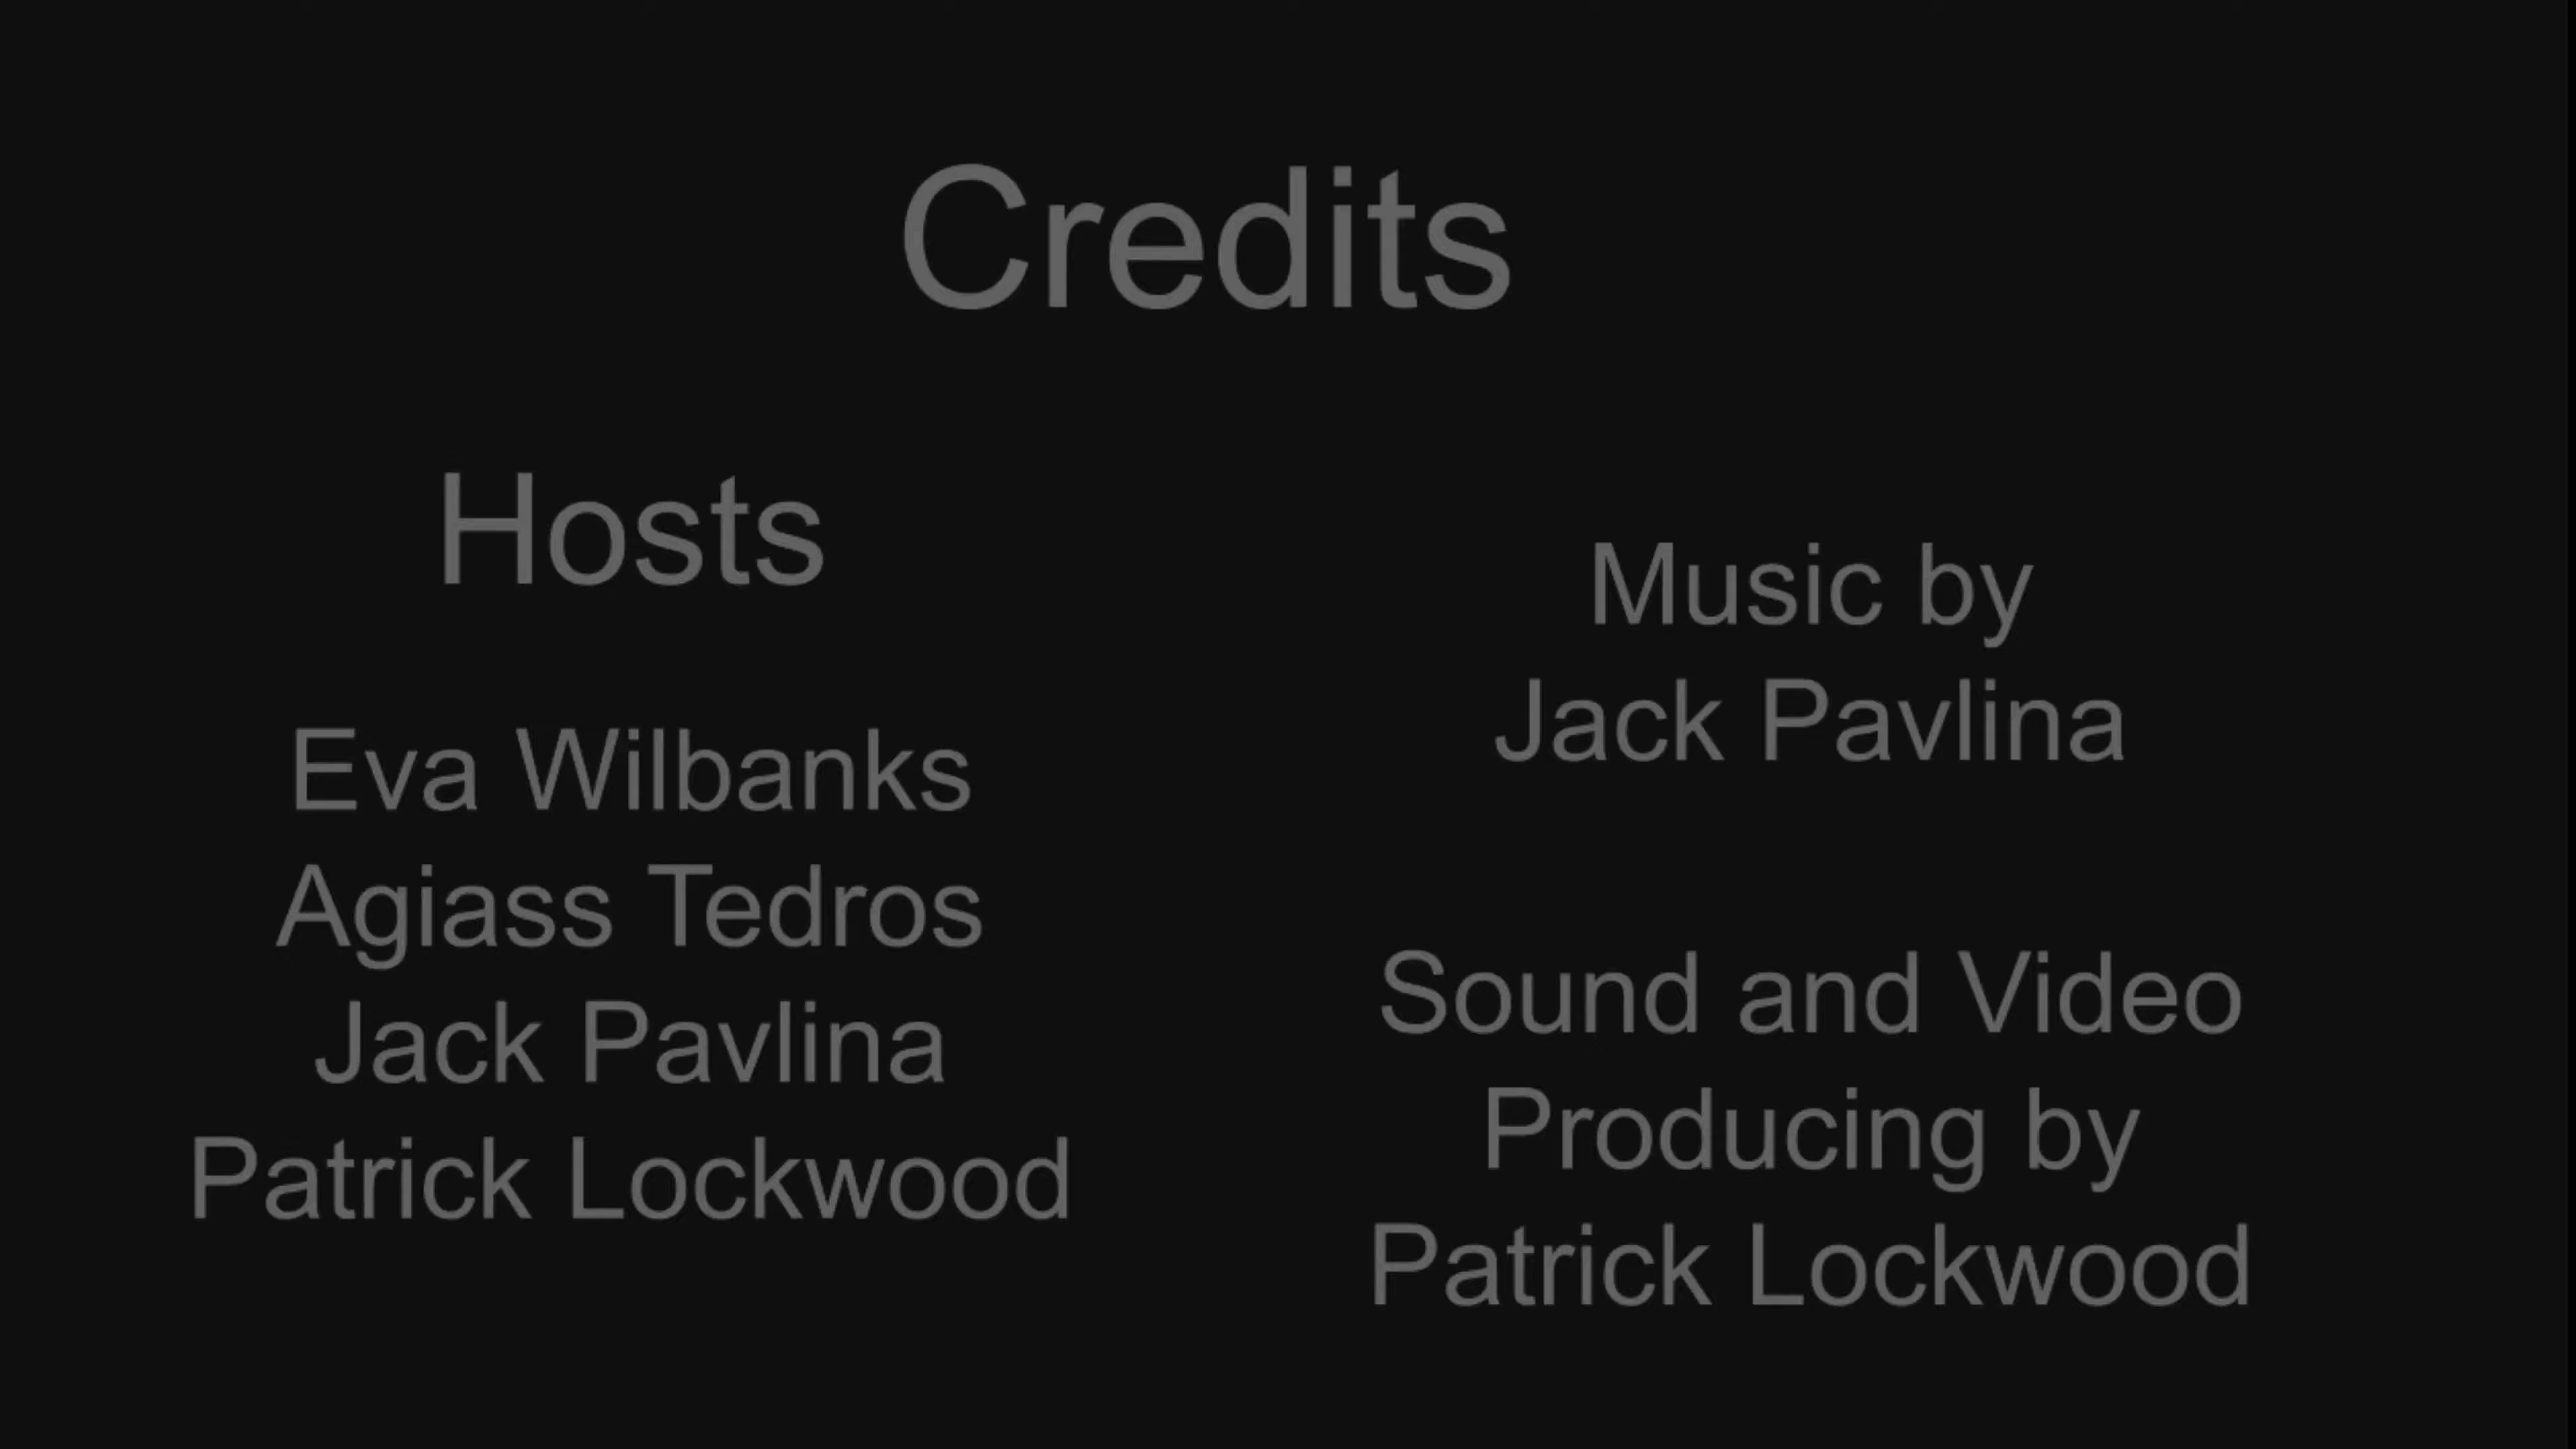 Credits
Hosts
Eva Wilbanks
Agiass Tedros
Jack Pavlina
Patrick Lockwood
Music by
Jack Pavlina
Sound and Video
Producing by
Patrick Lockwood